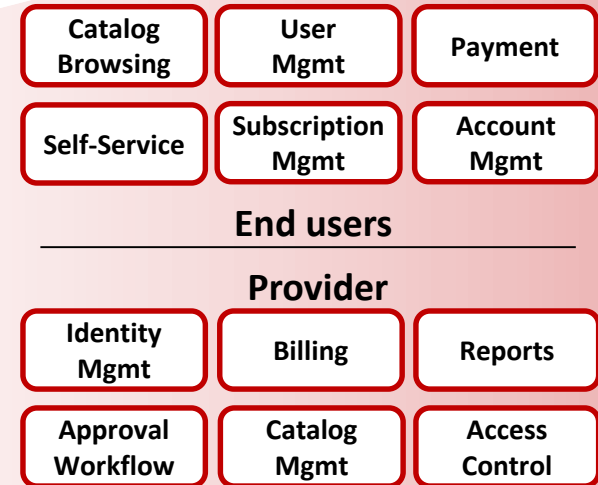 Catalog
Browsing
User
Mgmt
Payment
Self-Service
Subscription
Mgmt
Account
Mgmt
End users
Provider
Identity
Mgmt
Billing
Reports
Approval
Workflow
Catalog
Mgmt
Access
Control